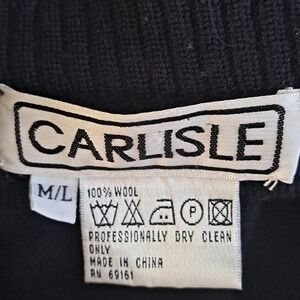 CARLISLE
M/L
100% WOOL
P
PROFESSIONALLY DRY CLEAN
ONLY
MADE IN CHINA
RN 69161